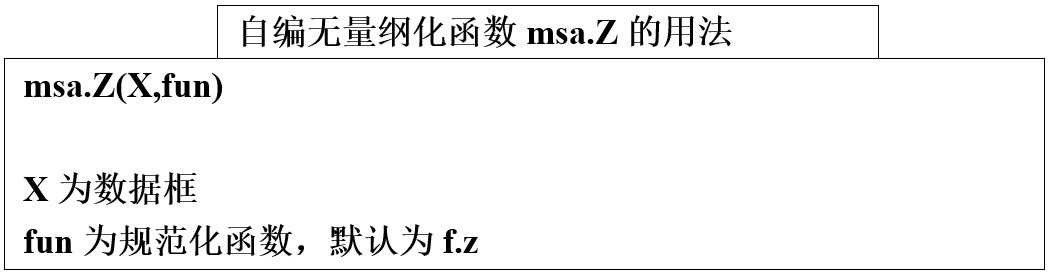 自编无量纲化函数 msa.Z 的用法
msa.Z(X,fun)
X 为数据框
fun 为规范化函数，默认为 f.z